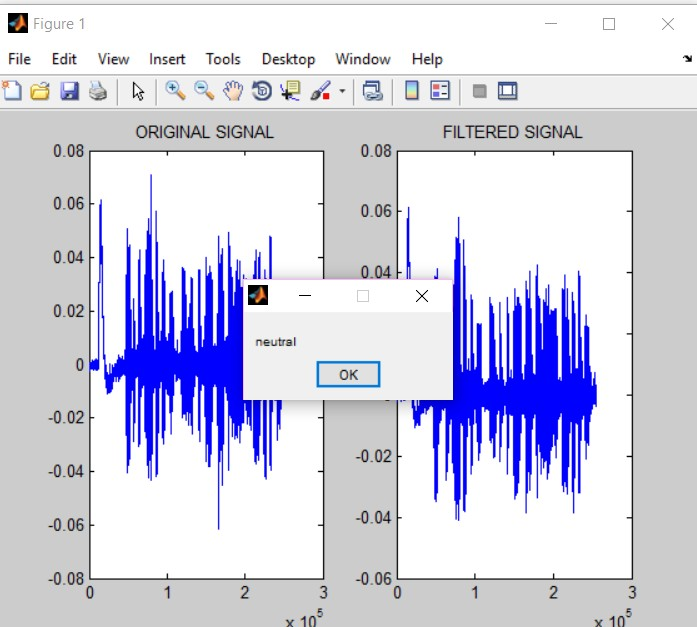 Figure 1
File Edit View Insert Tools Desktop Window Help
ORIGINAL SIGNAL
0.08
0.06
0.04
0.02
0
-0.02
-0.04
-0.06
-0.08
0 1 2 3
x 10^5
FILTERED SIGNAL
0.08
0.06
0.04
-0.02
-0.04
-0.06
0 1 2 3
x 10^5
neutral
OK